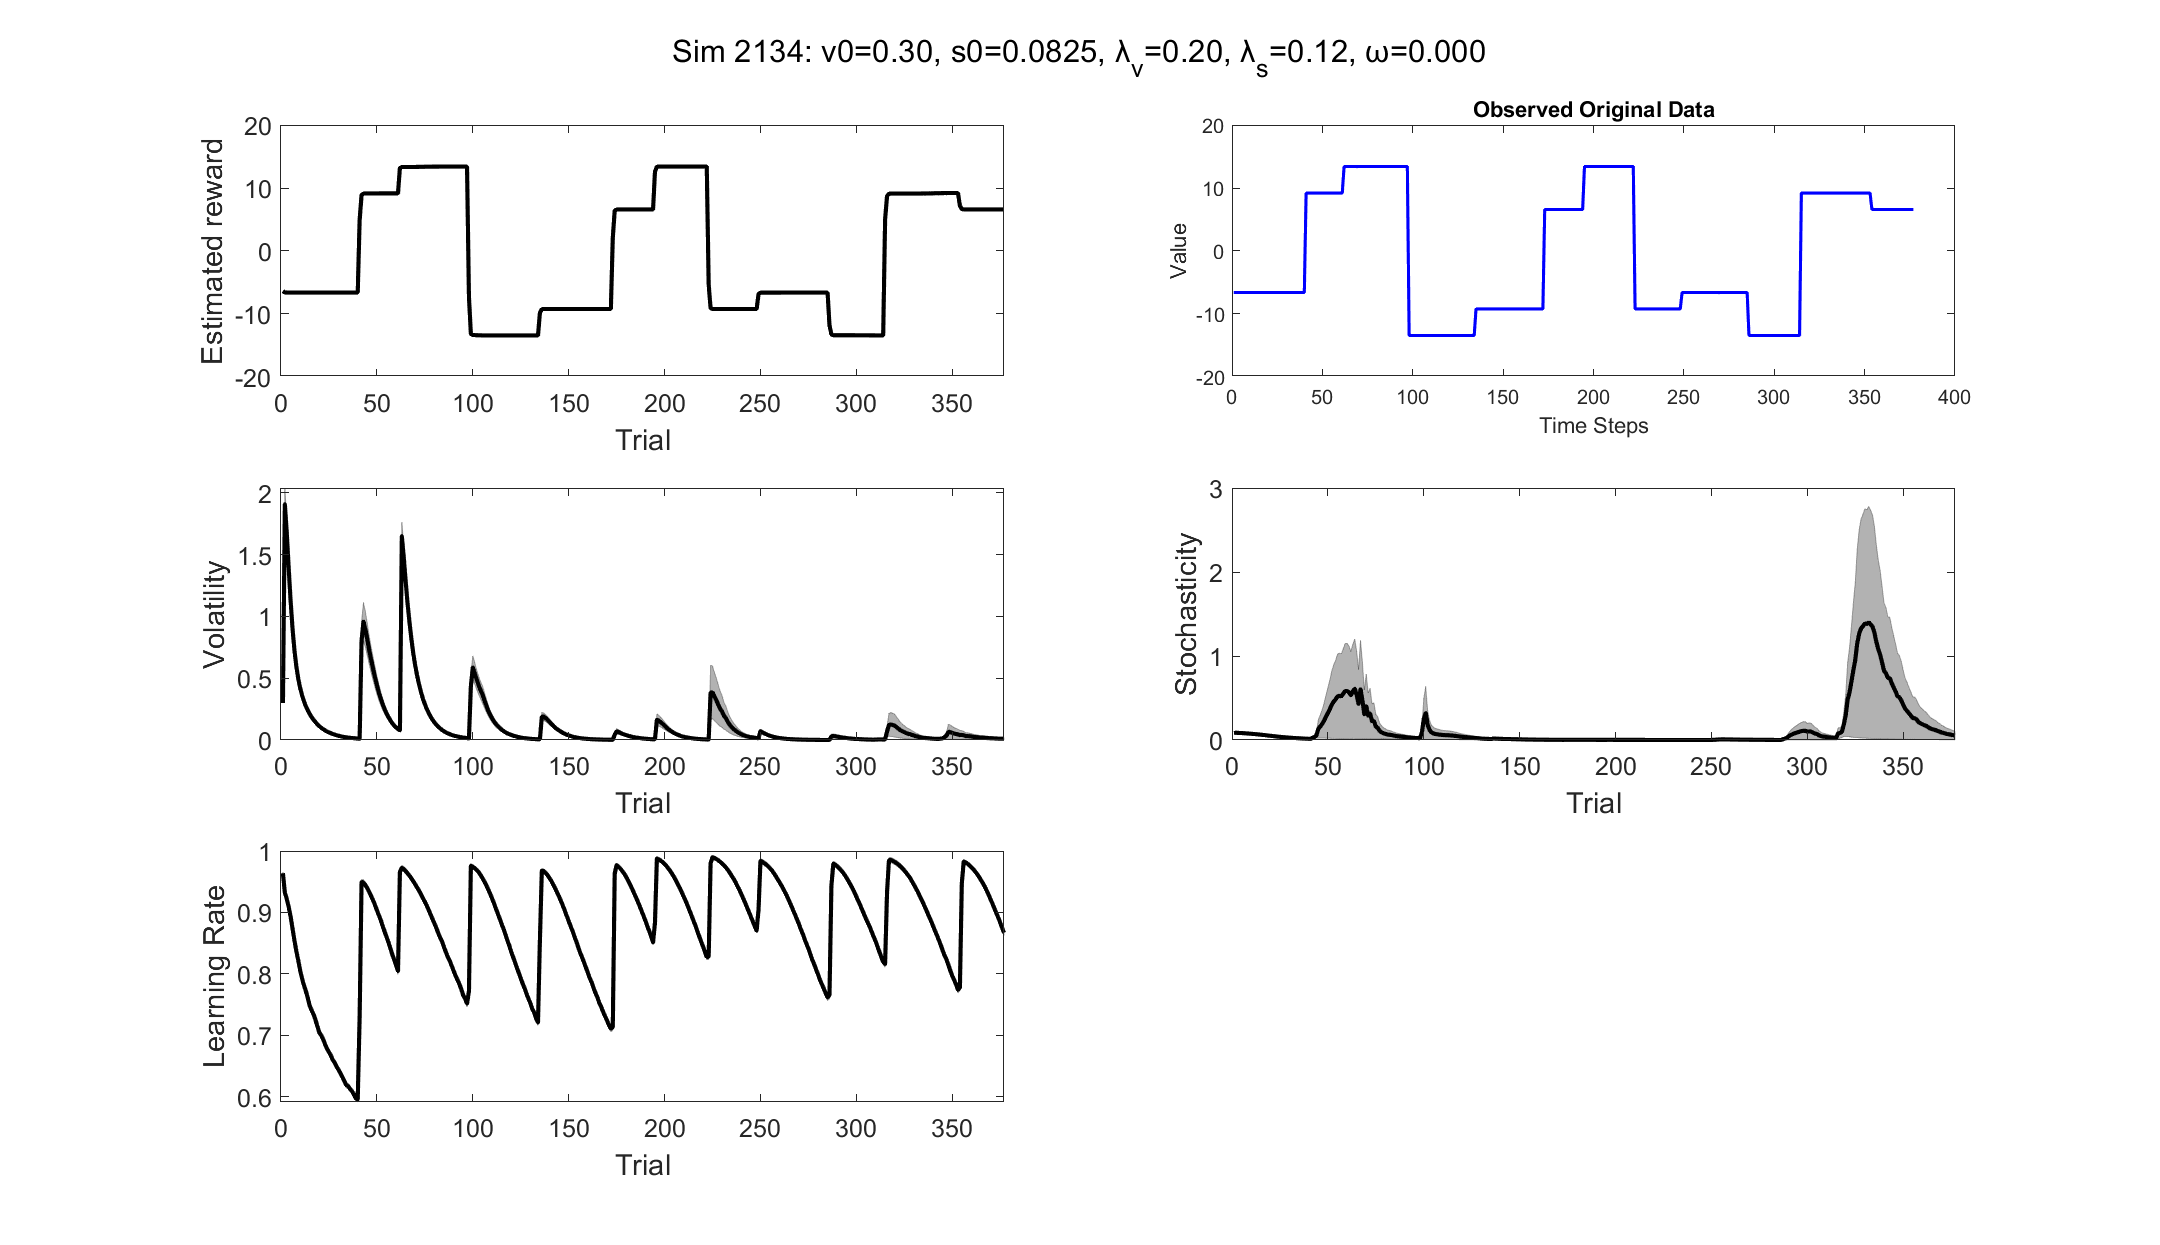 Sim 2134: v0=0.30, s0=0.0825, λ_v=0.20, λ_s=0.12, ω=0.000
20
10
0
-10
-20
Estimated reward
0 50 100 150 200 250 300 350
Trial
Observed Original Data
20
10
0
-10
-20
Value
0 50 100 150 200 250 300 350 400
Time Steps
2
1.5
1
0.5
0
Volatility
0 50 100 150 200 250 300 350
Trial
3
2
1
0
Stochasticity
0 50 100 150 200 250 300 350
Trial
1
0.9
0.8
0.7
0.6
Learning Rate
0 50 100 150 200 250 300 350
Trial